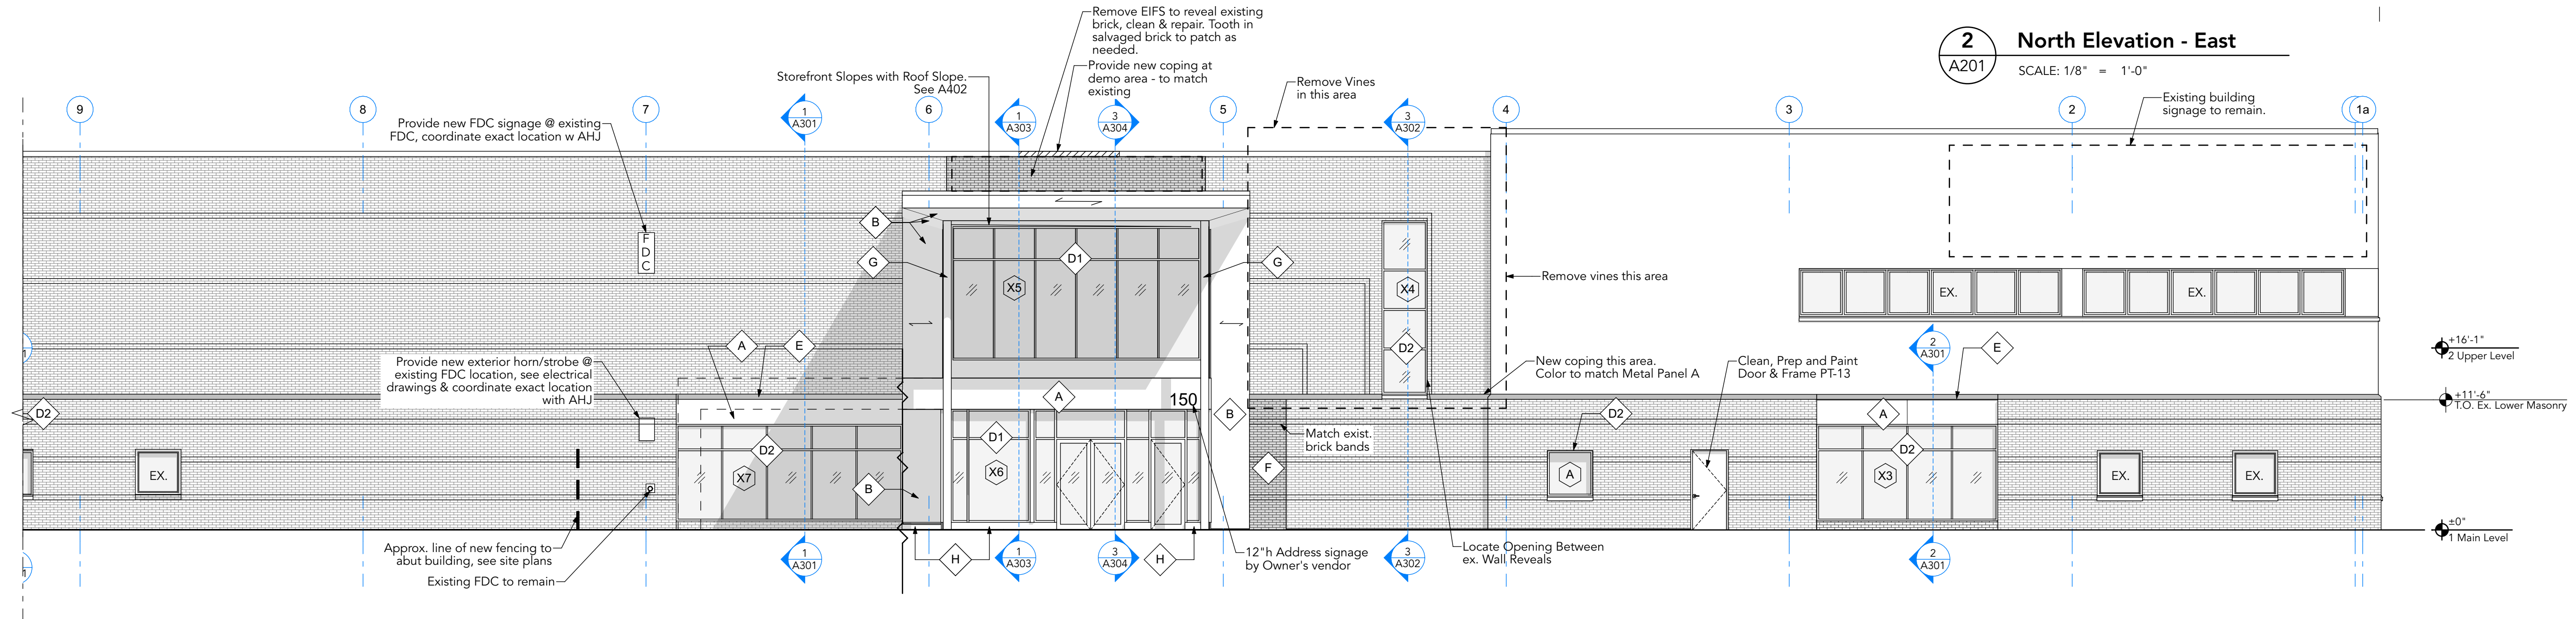 Remove EIFS to reveal existing
brick, clean & repair. Tooth in
salvaged brick to patch as
needed.
Provide new coping at
demo area - to match
existing
Storefront Slopes with Roof Slope.
See A402
Remove Vines
in this area
2
A201
North Elevation - East
SCALE: 1/8" = 1'-0"
Existing building
signage to remain.
9
8
7
1
A301
6
1
A303
3
A304
5
3
A302
4
3
2
1a
Provide new FDC signage @ existing
FDC, coordinate exact location w AHJ
F
D
C
B
G
D1
X5
G
X4
D2
Remove vines this area
EX.
EX.
A
E
Provide new exterior horn/strobe @
existing FDC location, see electrical
drawings & coordinate exact location
with AHJ
New coping this area.
Color to match Metal Panel A
Clean, Prep and Paint
Door & Frame PT-13
2
A301
E
+16'-1"
2 Upper Level
+11'-6"
T.O. Ex. Lower Masonry
D2
A
150
B
D2
A
Match exist.
brick bands
D1
X6
D2
X7
B
F
A
D2
X3
EX.
EX.
EX.
±0"
1 Main Level
Approx. line of new fencing to
abut building, see site plans
Existing FDC to remain
1
A301
H
1
A303
3
A304
H
12"h Address signage
by Owner's vendor
3
A302
Locate Opening Between
ex. Wall Reveals
2
A301